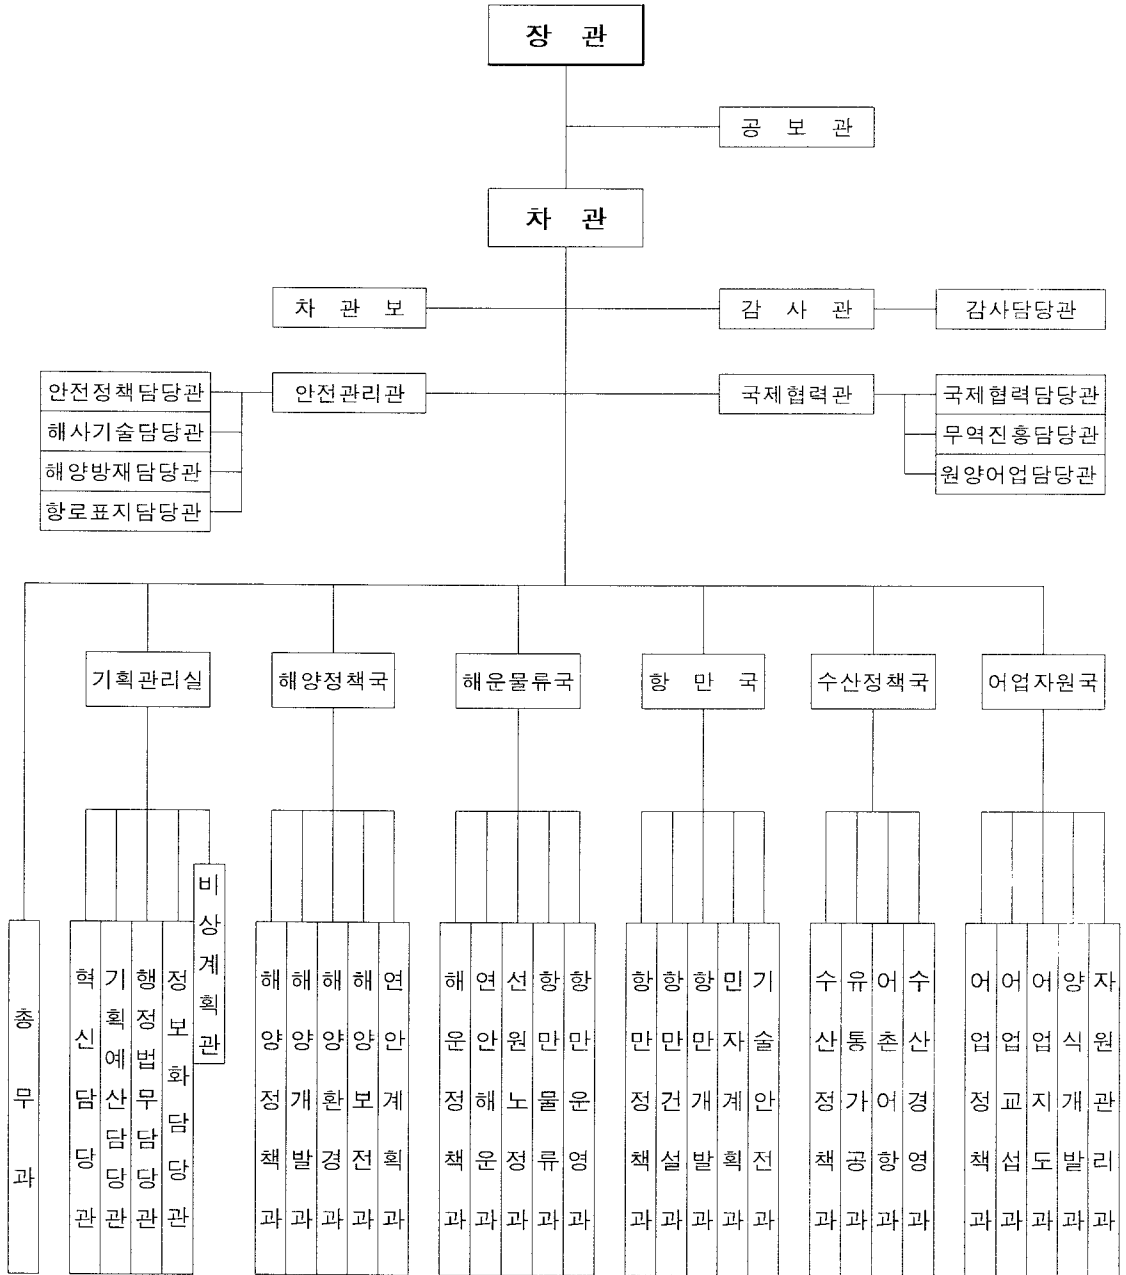 장 관
공 보 관
차 관
차 관 보
감 사 관
감사담당관
안전정책담당관
해사기술담당관
해양방재담당관
항로표지담당관
안전관리관
국제협력관
국제협력담당관
무역진흥담당관
원양어업담당관
기획관리실
해양정책국
해운물류국
항 만 국
수산정책국
어업자원국
총무과
혁신담당관
기획예산담당관
행정법무담당관
정보화담당관
비상계획관
해양정책과
해양개발과
해양환경과
해양보전과
연안계획과
해운정책과
연안해운과
선원노정과
항만물류과
항만운영과
항만정책과
항만건설과
항만개발과
민자계획과
기술안전과
수산정책과
유통가공과
어촌어항과
수산경영과
어업정책과
어업교섭과
어업지도과
양식개발과
자원관리과